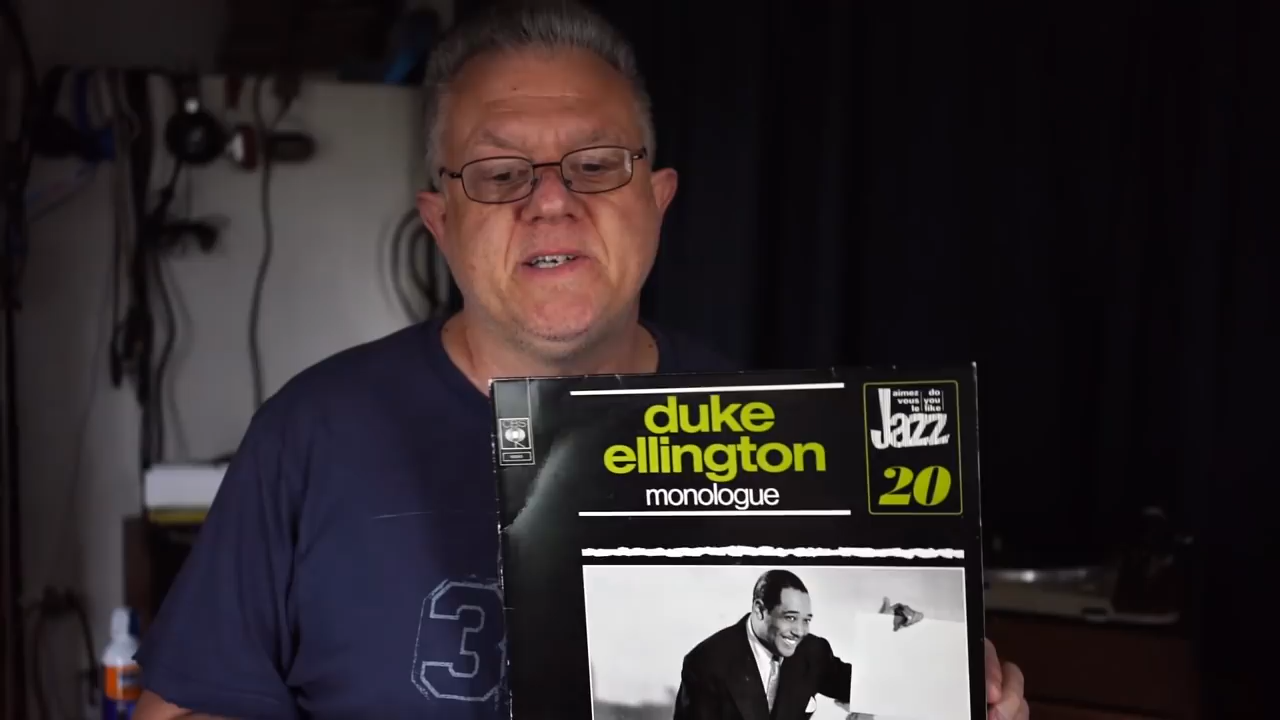 duke
ellington
monologue
aimez do
vous you
le like
Jazz
20
CBS
3